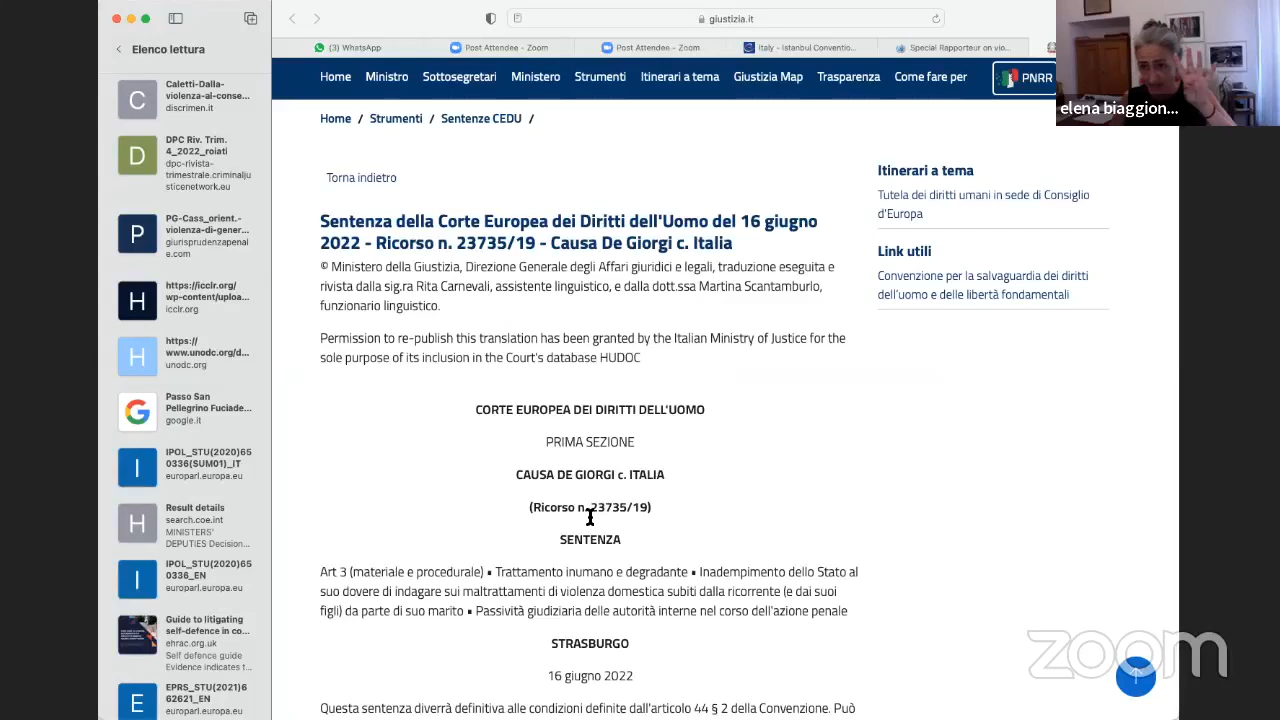 Elenco lettura
giustizia.it
(3) WhatsApp
Post Attendee - Zoom
Post Attendee - Zoom
Italy - Istanbul Conventio...
Special Rapporteur on vio...
Home
Ministro
Sottosegretari
Ministero
Strumenti
Itinerari a tema
Giustizia Map
Trasparenza
Come fare per
PNRR
elena biaggion...
C
Caletti-Dalla-
violenza-al-conse...
discrimen.it
D
DPC Riv. Trim.
4_2022_roiati
dpc-rivista-
trimestrale.criminalju
sticenetwork.eu
P
PG-Cass_orient.-
violenza-di-gener...
giurisprudenzapenal
e.com
H
https://icclr.org/
wp-content/uploa...
icclr.org
H
https://
www.unodc.org/d...
unodc.org
G
Passo San
Pellegrino Fuciade...
google.it
I
IPOL_STU(2020)65
0336(SUM01)_IT
europarl.europa.eu
H
Result details
search.coe.int
MINISTERS'
DEPUTIES Decision...
I
IPOL_STU(2020)65
0336_EN
europarl.europa.eu
Guide to litigating
self-defence in co...
ehrac.org.uk
Self defence guide
Evidence indicates t...
E
EPRS_STU(2021)6
62621_EN
europarl.europa.eu
Home / Strumenti / Sentenze CEDU /
Torna indietro
Sentenza della Corte Europea dei Diritti dell'Uomo del 16 giugno
2022 - Ricorso n. 23735/19 - Causa De Giorgi c. Italia
© Ministero della Giustizia, Direzione Generale degli Affari giuridici e legali, traduzione eseguita e
rivista dalla sig.ra Rita Carnevali, assistente linguistico, e dalla dott.ssa Martina Scantamburlo,
funzionario linguistico.
Permission to re-publish this translation has been granted by the Italian Ministry of Justice for the
sole purpose of its inclusion in the Court's database HUDOC
CORTE EUROPEA DEI DIRITTI DELL'UOMO
PRIMA SEZIONE
CAUSA DE GIORGI c. ITALIA
(Ricorso n. 23735/19)
SENTENZA
Art 3 (materiale e procedurale) • Trattamento inumano e degradante • Inadempimento dello Stato al
suo dovere di indagare sui maltrattamenti di violenza domestica subiti dalla ricorrente (e dai suoi
figli) da parte di suo marito • Passività giudiziaria delle autorità interne nel corso dell'azione penale
STRASBURGO
16 giugno 2022
Questa sentenza diverrà definitiva alle condizioni definite dall'articolo 44 § 2 della Convenzione. Può
Itinerari a tema
Tutela dei diritti umani in sede di Consiglio
d'Europa
Link utili
Convenzione per la salvaguardia dei diritti
dell'uomo e delle libertà fondamentali
zoom